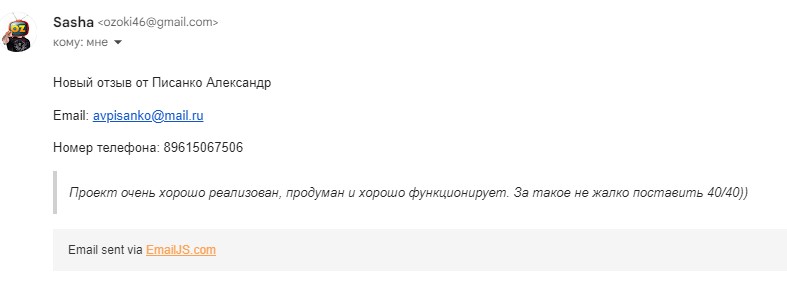 Sasha <ozoki46@gmail.com>
кому: мне
Новый отзыв от Писанко Александр
Email: avpisanko@mail.ru
Номер телефона: 89615067506
Проект очень хорошо реализован, продуман и хорошо функционирует. За такое не жалко поставить 40/40))
Email sent via EmailJS.com